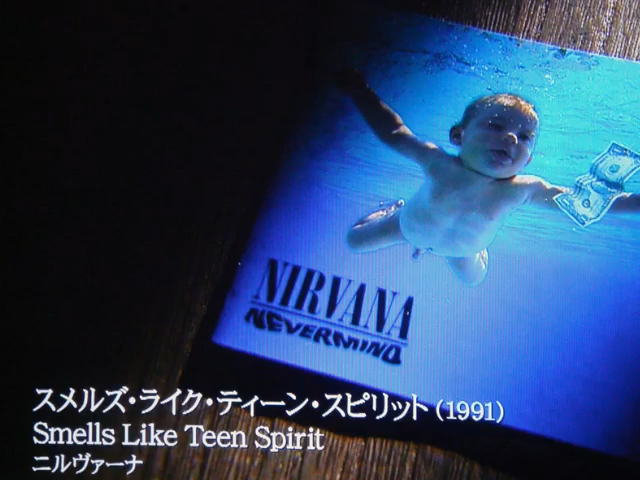 NIRVANA
NEVERMIND
スメルズ・ライク・ティーン・スピリット（1991）
Smells Like Teen Spirit
ニルヴァーナ